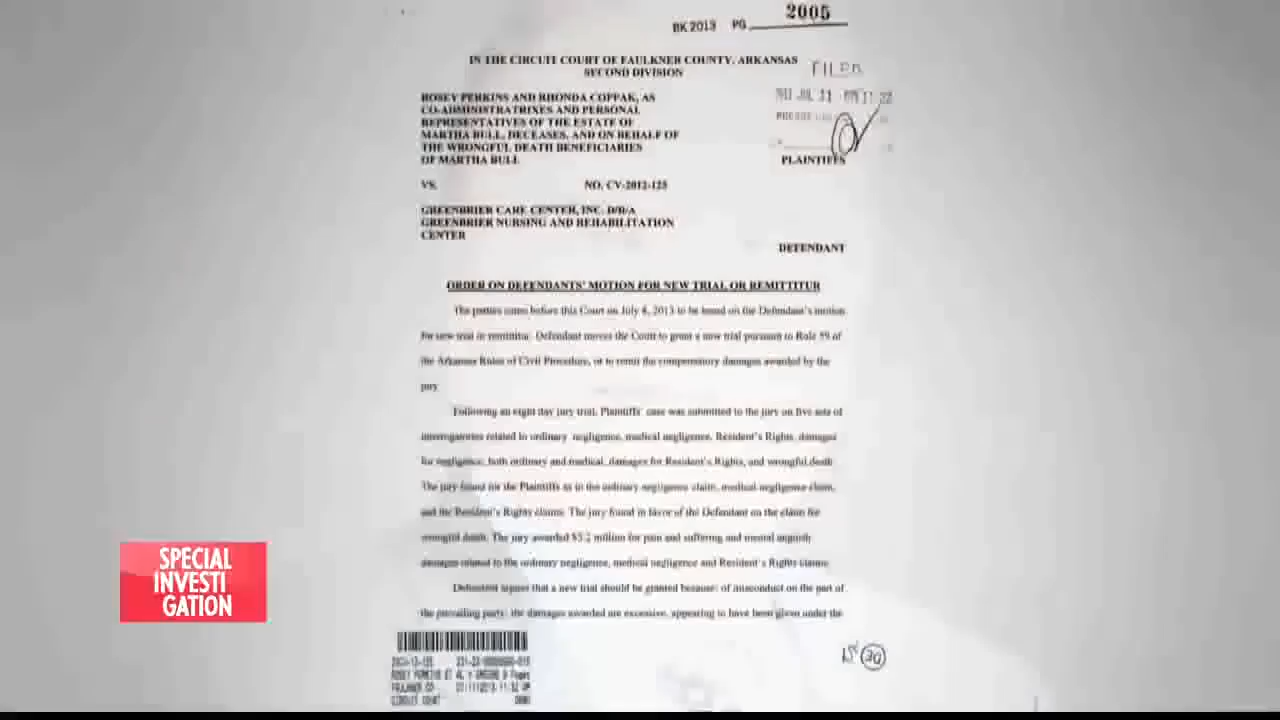 BK 2013 PG 2005
IN THE CIRCUIT COURT OF FAULKNER COUNTY, ARKANSAS
SECOND DIVISION
FILED
ROSEY PERKINS AND RHONDA COPPAK, AS
CO-ADMINISTRATRIXES AND PERSONAL
REPRESENTATIVES OF THE ESTATE OF
MARTHA BULL, DECEASES, AND ON BEHALF OF
THE WRONGFUL DEATH BENEFICIARIES
OF MARTHA BULL
PLAINTIFFS
VS. NO. CV-2012-125
GREENBRIER CARE CENTER, INC. D/B/A
GREENBRIER NURSING AND REHABILITATION
CENTER
DEFENDANT
ORDER ON DEFENDANTS' MOTION FOR NEW TRIAL OR REMITTITUR
The parties came before this Court on July 8, 2013 to be heard on the Defendant's motion
for new trial or remittitur. Defendant moves the Court to grant a new trial pursuant to Rule 59 of
the Arkansas Rules of Civil Procedure, or to remit the compensatory damages awarded by the
jury.
Following an eight day jury trial, Plaintiffs' case was submitted to the jury on five sets of
interrogatories related to ordinary negligence, medical negligence, Resident's Rights, damages
for negligence, both ordinary and medical, damages for Resident's Rights, and wrongful death.
The jury found for the Plaintiffs as to the ordinary negligence claim, medical negligence claim,
and the Resident's Rights claims. The jury found in favor of the Defendant on the claim for
wrongful death. The jury awarded $5.2 million for pain and suffering and mental anguish
damages related to the ordinary negligence, medical negligence and Resident's Rights claims.
Defendant argues that a new trial should be granted because: of misconduct on the part of
the prevailing party; the damages awarded are excessive, appearing to have been given under the
SPECIAL
INVESTI
GATION